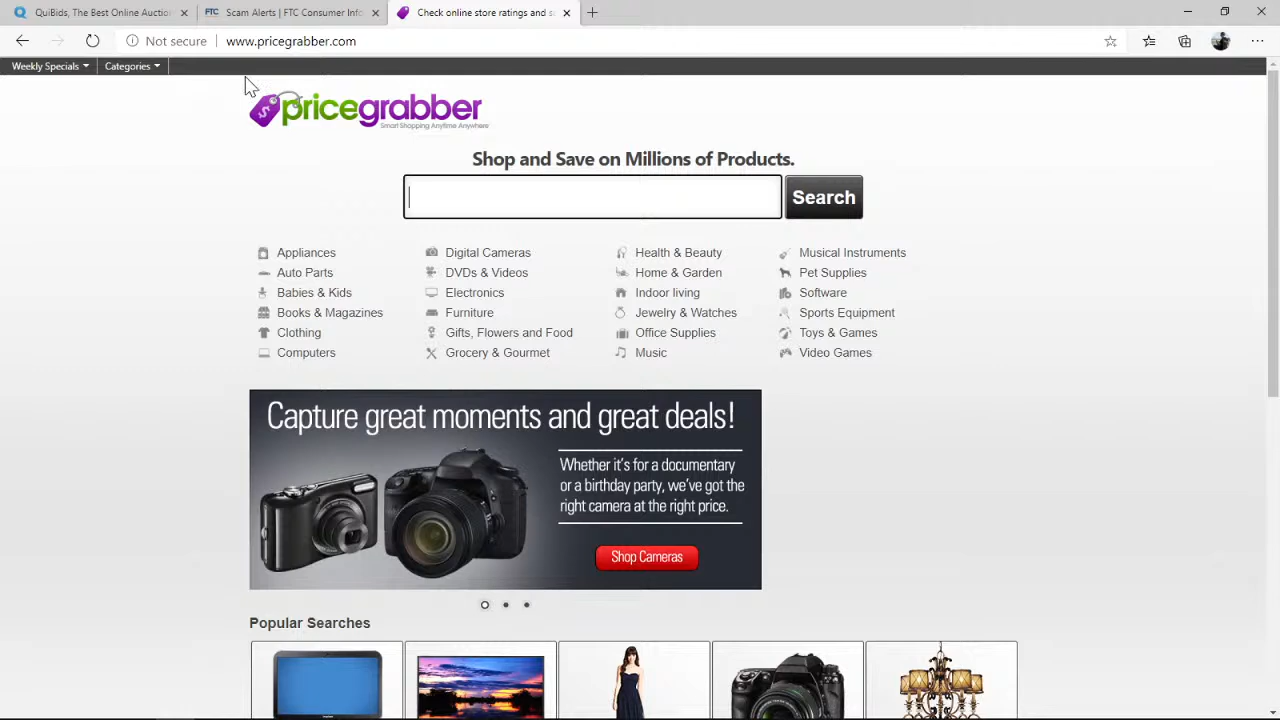 QuiBids, The Best Online Auction
FTC Scam Alerts | FTC Consumer Info
Check online store ratings and s
Not secure www.pricegrabber.com
Weekly Specials Categories
pricegrabber
Smart Shopping Anytime Anywhere
Shop and Save on Millions of Products.
Search
Appliances Digital Cameras Health & Beauty Musical Instruments
Auto Parts DVDs & Videos Home & Garden Pet Supplies
Babies & Kids Electronics Indoor living Software
Books & Magazines Furniture Jewelry & Watches Sports Equipment
Clothing Gifts, Flowers and Food Office Supplies Toys & Games
Computers Grocery & Gourmet Music Video Games
Capture great moments and great deals!
Whether it's for a documentary
or a birthday party, we've got the
right camera at the right price.
Shop Cameras
Popular Searches